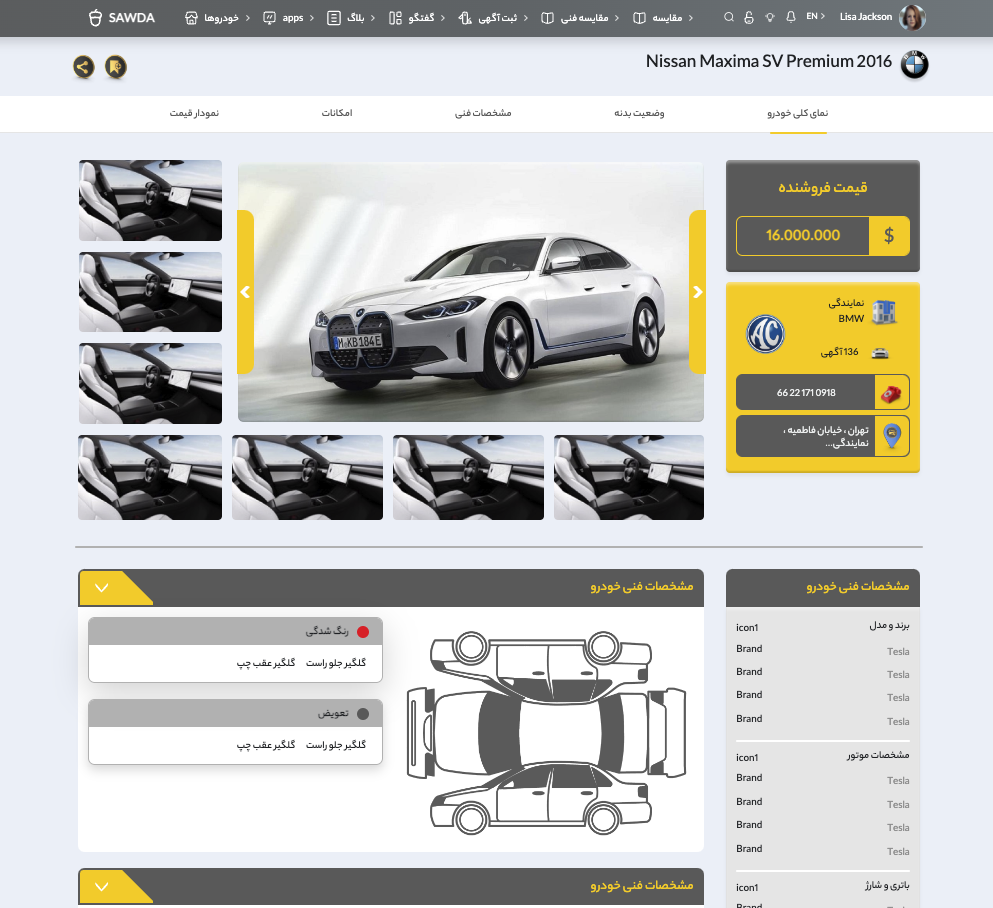 SAWDA
خودروها
apps
بلاگ
گفتگو
ثبت آگهی
مقایسه فنی
مقایسه
EN
Lisa Jackson
Nissan Maxima SV Premium 2016
نمای کلی خودرو
وضعیت بدنه
مشخصات فنی
امکانات
نمودار قیمت
قیمت فروشنده
$
16.000.000
نمایندگی
BMW
AC
136 آگهی
66 22 171 0918
تهران ، خیابان فاطمیه ،
نمایندگی...
M KB184E
مشخصات فنی خودرو
برند و مدل
icon1
Brand
Tesla
Brand
Tesla
Brand
Tesla
Brand
Tesla
مشخصات موتور
icon1
Brand
Tesla
Brand
Tesla
Brand
Tesla
Brand
Tesla
باتری و شارژ
icon1
Brand
مشخصات فنی خودرو
رنگ شدگی
گلگیر جلو راست گلگیر عقب چپ
تعویض
گلگیر جلو راست گلگیر عقب چپ
مشخصات فنی خودرو